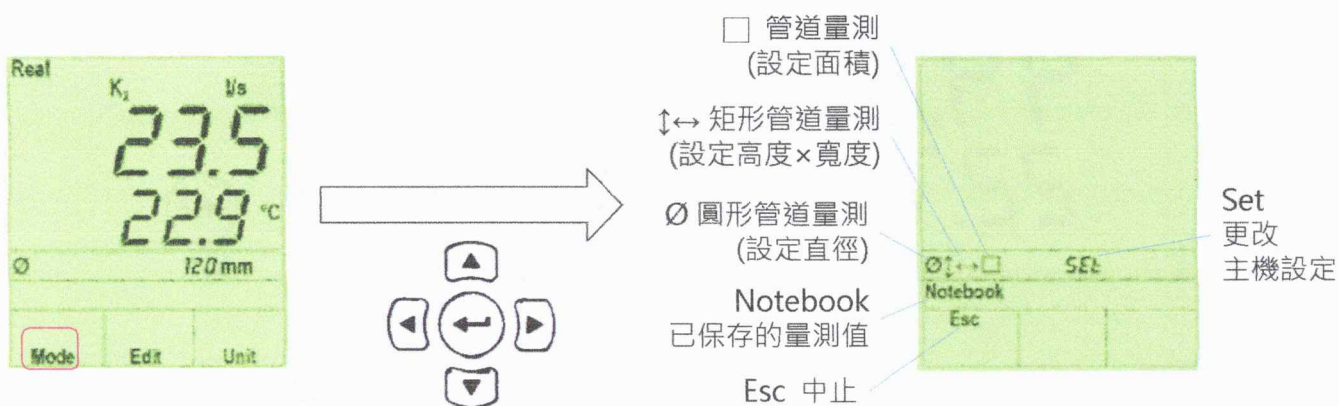 Real
K₂ l/s
23.5
22.9 °C
Ø 120 mm
Mode Edit Unit
□ 管道量測
(設定面積)
↕↔ 矩形管道量測
(設定高度×寬度)
Ø 圓形管道量測
(設定直徑)
Notebook
已保存的量測值
Esc 中止
Ø↕↔□ SEt
Notebook
Esc
Set
更改
主機設定